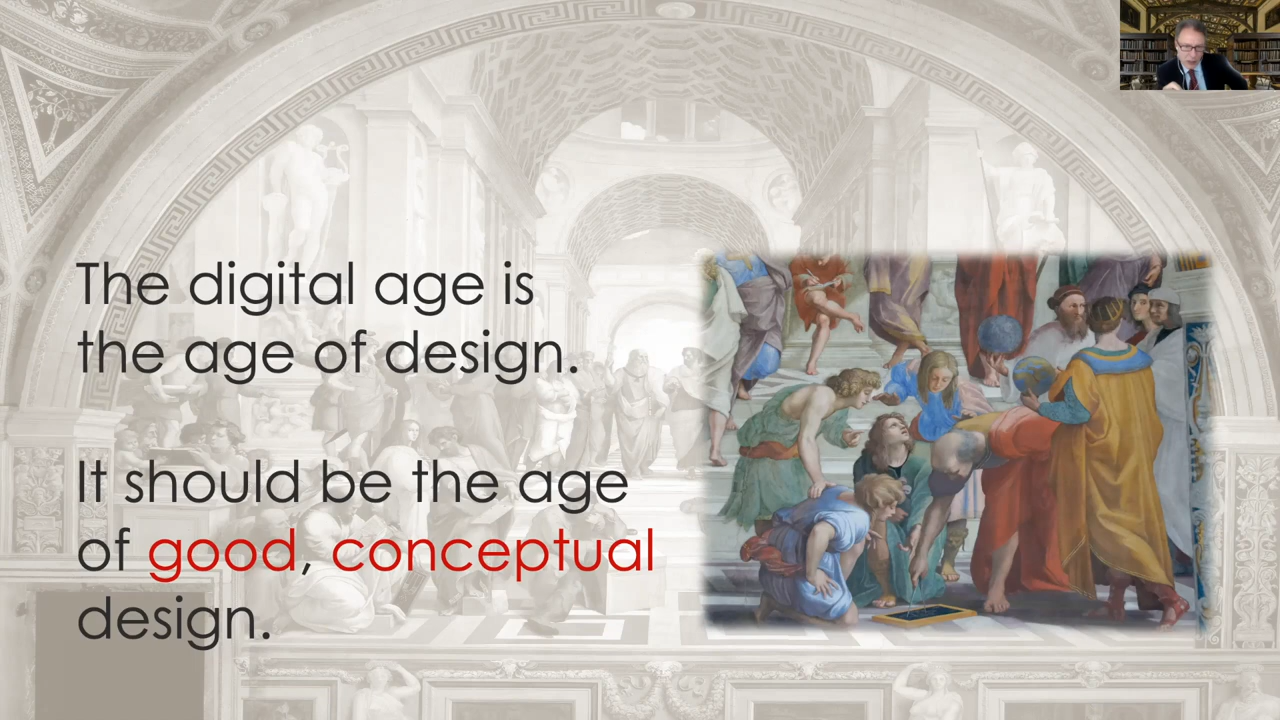 The digital age is
the age of design.
It should be the age
of good, conceptual
design.